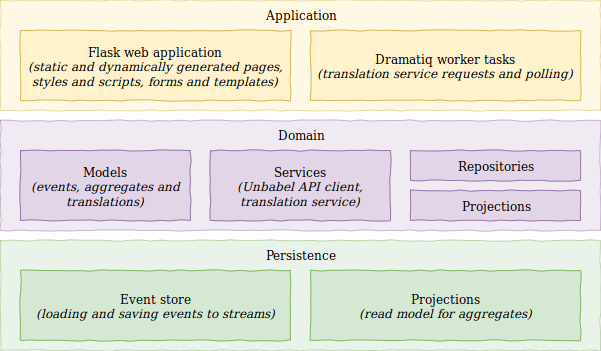 Application
Flask web application
(static and dynamically generated pages,
styles and scripts, forms and templates)
Dramatiq worker tasks
(translation service requests and polling)
Domain
Models
(events, aggregates and
translations)
Services
(Unbabel API client,
translation service)
Repositories
Projections
Persistence
Event store
(loading and saving events to streams)
Projections
(read model for aggregates)